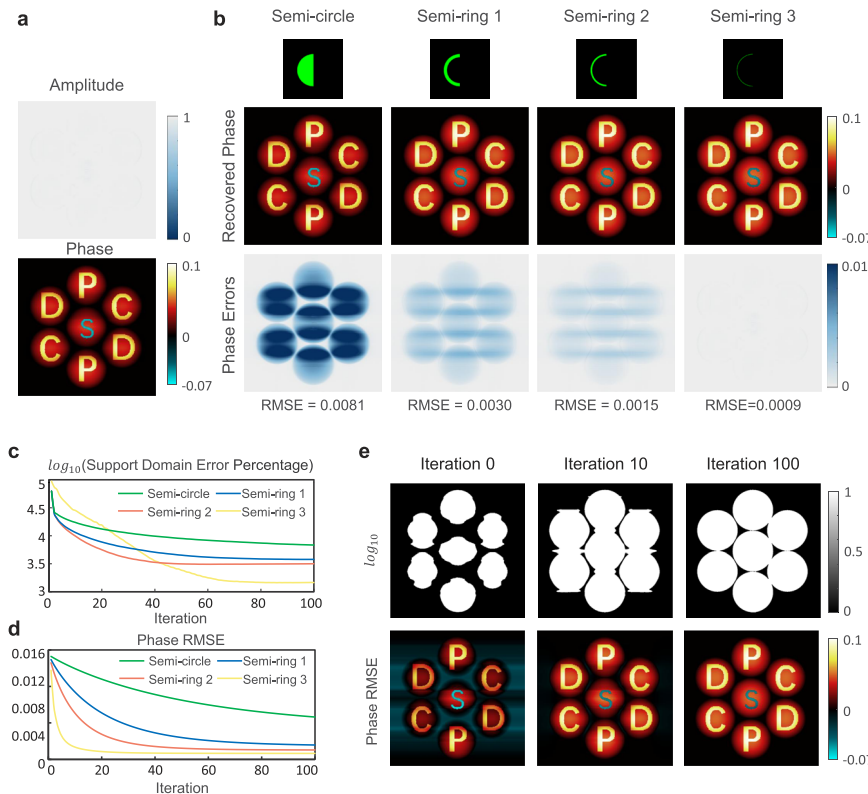 a
Amplitude
1
0
Phase
P
D C
S
C D
P
0.1
0
-0.07
b
Semi-circle Semi-ring 1 Semi-ring 2 Semi-ring 3
Recovered Phase
P P P P
D C D C D C D C
S S S S
C D C D C D C D
P P P P
0.1
0
-0.07
Phase Errors
0.01
0
RMSE = 0.0081 RMSE = 0.0030 RMSE = 0.0015 RMSE=0.0009
c
log10(Support Domain Error Percentage)
5
4.5
4
3.5
3
Semi-circle Semi-ring 1
Semi-ring 2 Semi-ring 3
0 20 40 60 80 100
Iteration
d
Phase RMSE
0.016
0.012
0.008
0.004
0
Semi-circle Semi-ring 1
Semi-ring 2 Semi-ring 3
0 20 40 60 80 100
Iteration
e
Iteration 0 Iteration 10 Iteration 100
log10
1
0.5
0
Phase RMSE
P P P
D C D C D C
S S S
C D C D C D
P P P
0.1
0
-0.07